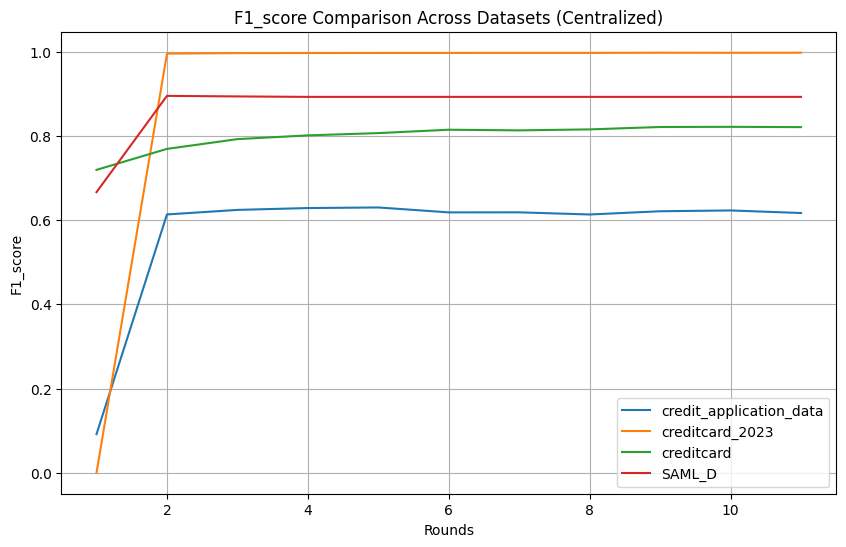 F1_score Comparison Across Datasets (Centralized)
F1_score
1.0
0.8
0.6
0.4
0.2
0.0
2
4
6
8
10
Rounds
credit_application_data
creditcard_2023
creditcard
SAML_D